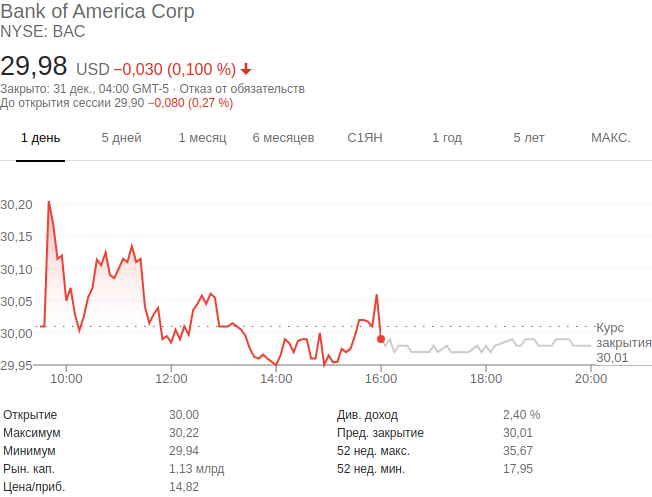 Bank of America Corp
NYSE: BAC
29,98 USD −0,030 (0,100 %)
Закрыто: 31 дек., 04:00 GMT-5 · Отказ от обязательств
До открытия сессии 29,90 −0,080 (0,27 %)
1 день 5 дней 1 месяц 6 месяцев С1ЯН 1 год 5 лет МАКС.
30,20
30,15
30,10
30,05
30,00
29,95
Курс
закрытия
30,01
10:00 12:00 14:00 16:00 18:00 20:00
Открытие 30,00 Див. доход 2,40 %
Максимум 30,22 Пред. закрытие 30,01
Минимум 29,94 52 нед. макс. 35,67
Рын. кап. 1,13 млрд 52 нед. мин. 17,95
Цена/приб. 14,82